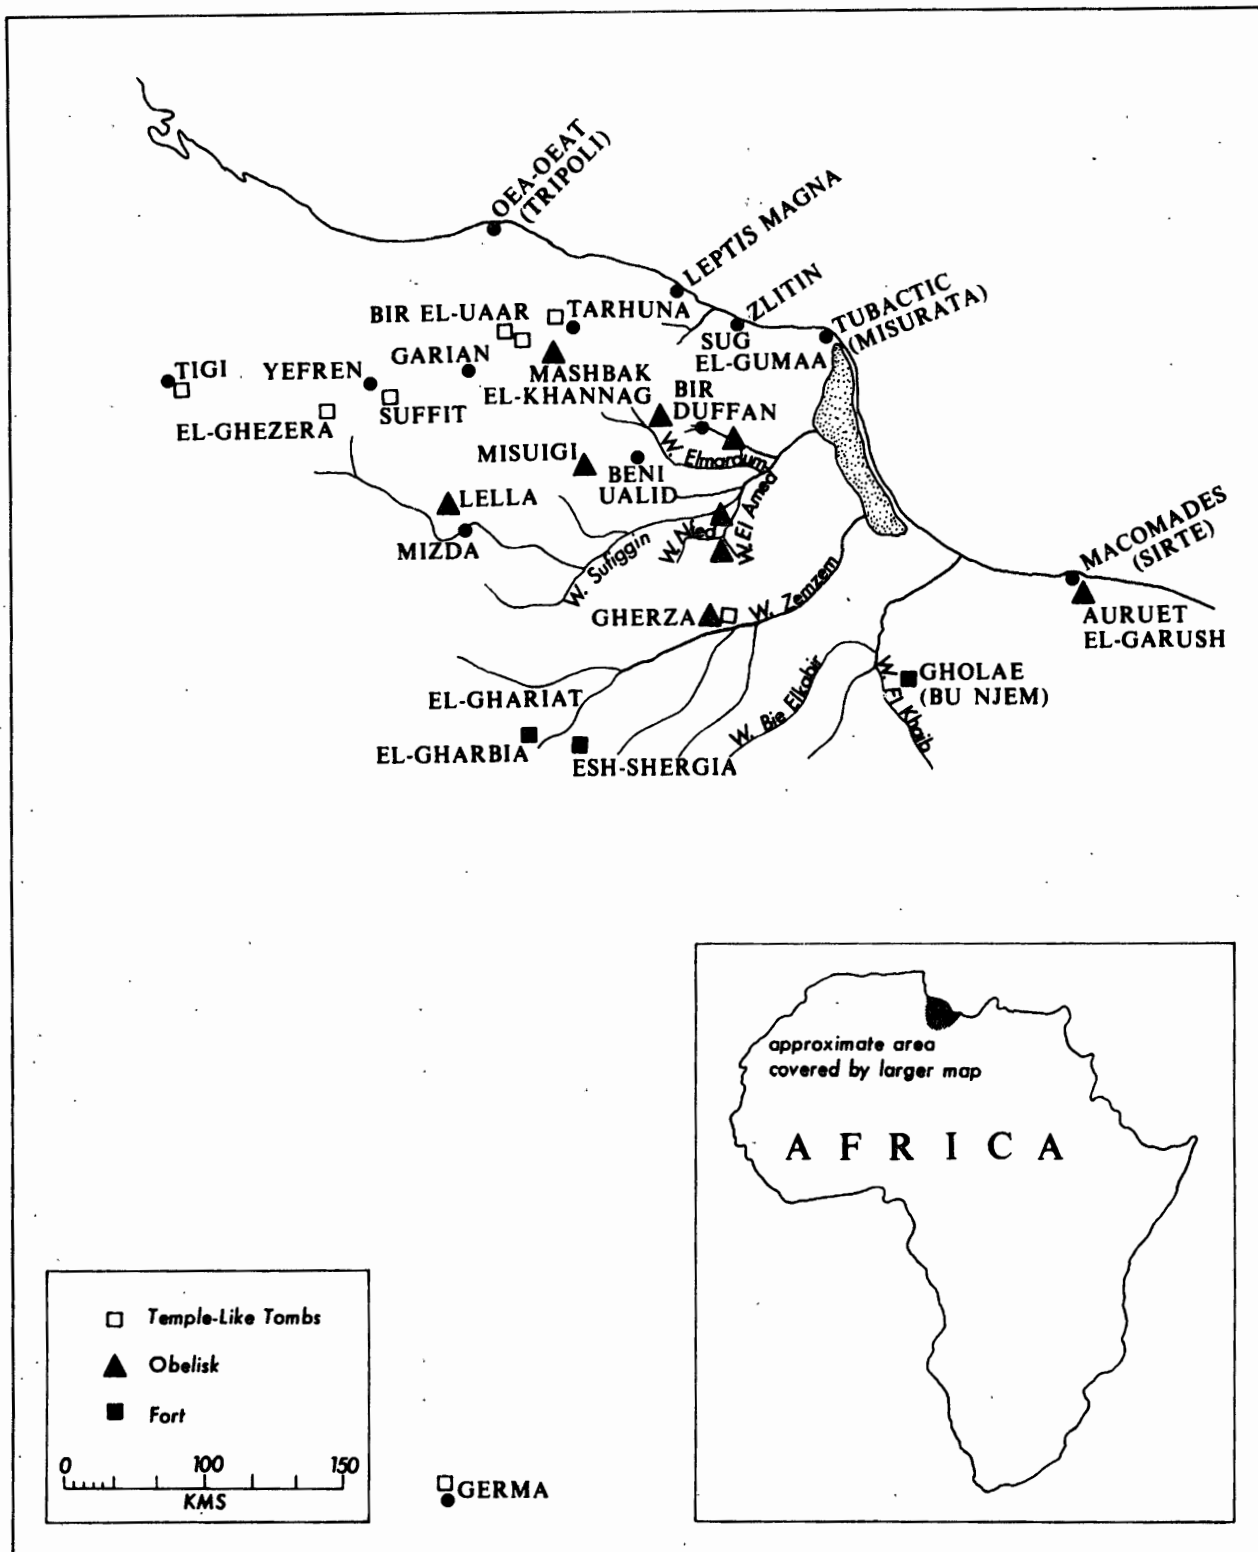 OEA-OEAT
(TRIPOLI)
LEPTIS MAGNA
ZLITIN
TUBACTIC
(MISURATA)
BIR EL-UAAR
TARHUNA
SUG
EL-GUMAA
GARIAN
TIGI
YEFREN
MASHBAK
EL-KHANNAG
BIR
DUFFAN
SUFFIT
EL-GHEZERA
W. Elmardum
MISUIGI
BENI
UALID
LELLA
W. Nfed
W. El Amed
MIZDA
W. Sufiggin
MACOMADES
(SIRTE)
GHERZA
W. Zemzem
AURUET
EL-GARUSH
EL-GHARIAT
W. Bie Elkabir
W. El Khaib
GHOLAE
(BU NJEM)
EL-GHARBIA
ESH-SHERGIA
approximate area
covered by larger map
AFRICA
Temple-Like Tombs
Obelisk
Fort
0 100 150
KMS
GERMA